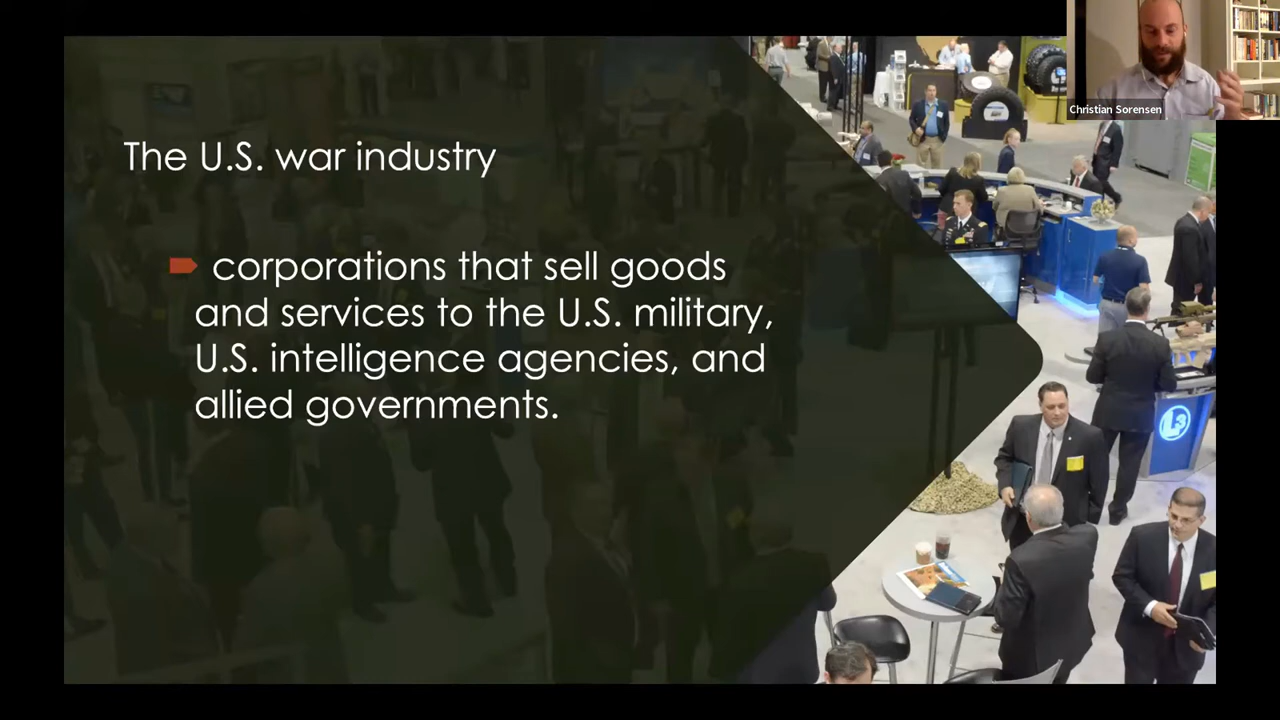 Christian Sorensen
The U.S. war industry
corporations that sell goods
and services to the U.S. military,
U.S. intelligence agencies, and
allied governments.
L3